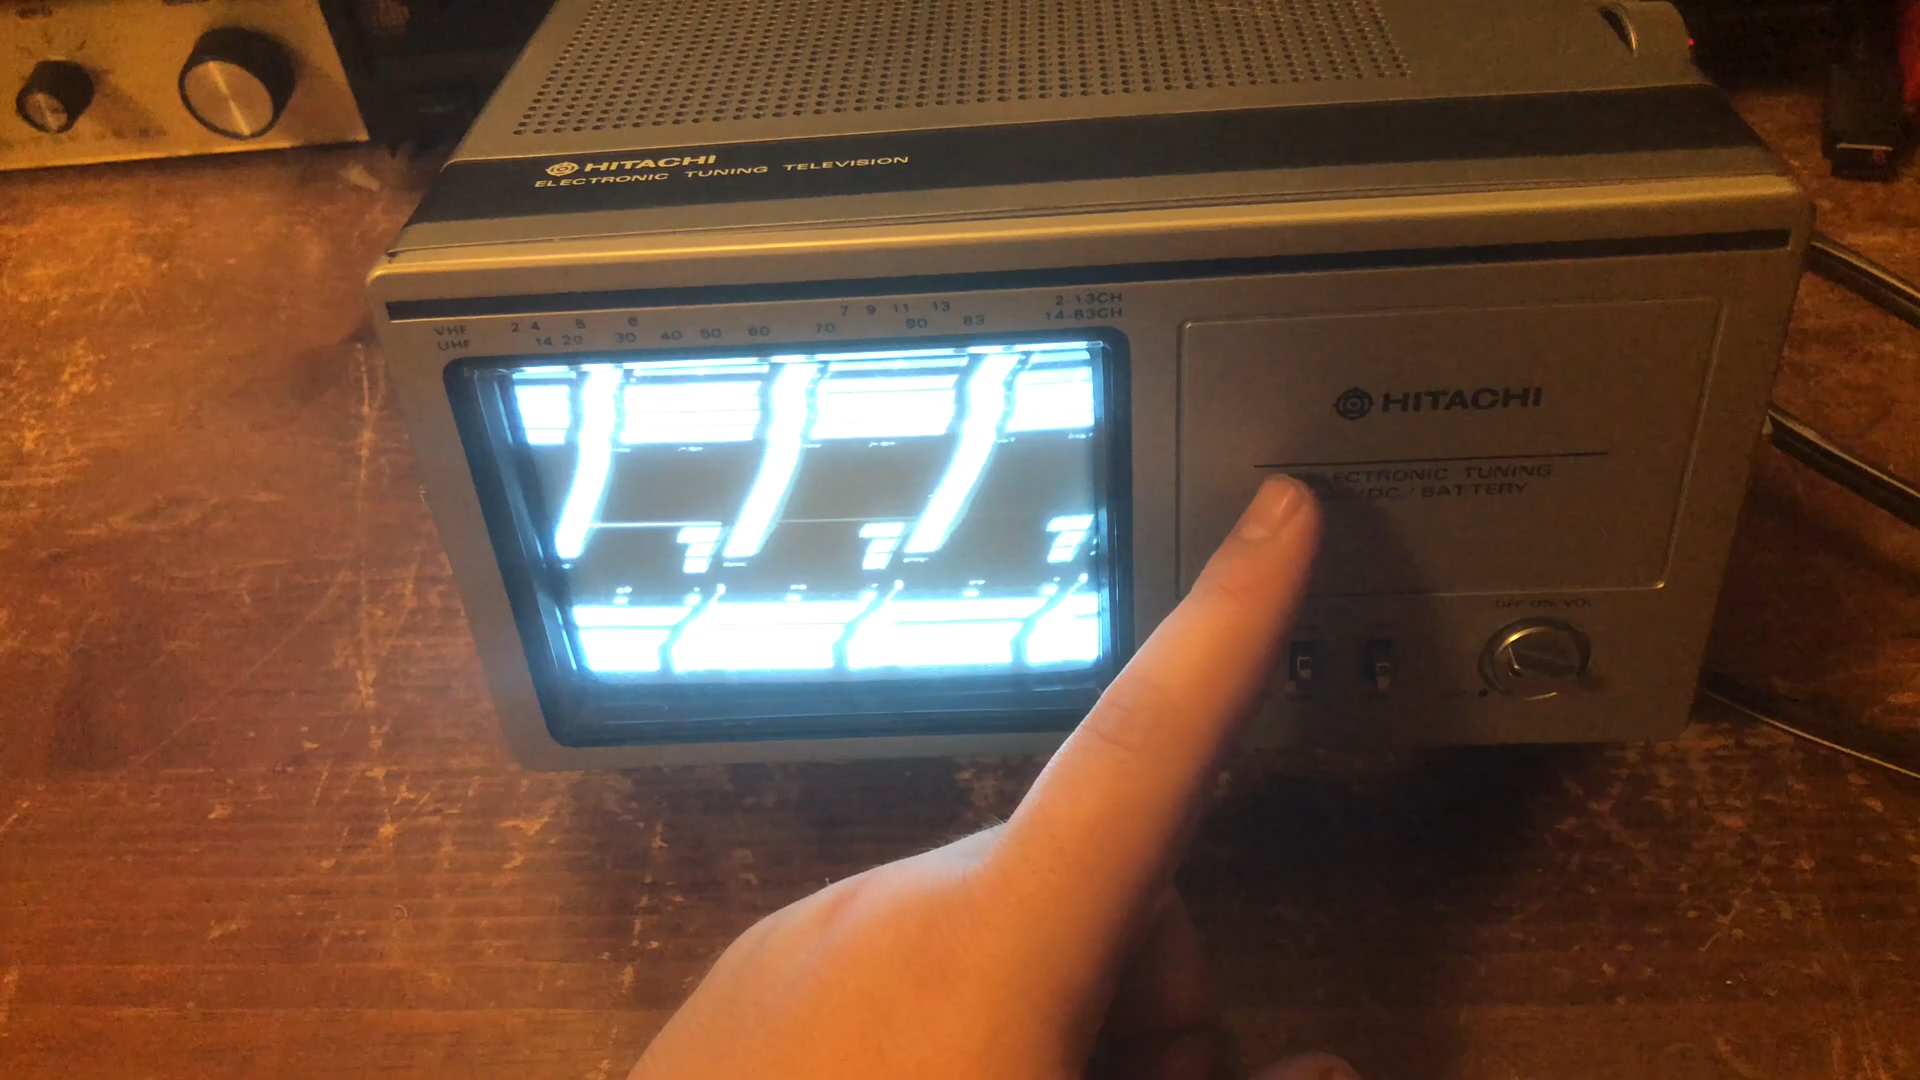 HITACHI
ELECTRONIC TUNING TELEVISION
7 9 11 13 2-13CH
VHF 2 4 5 6
UHF 14 20 30 40 50 60 70 80 83 14-83CH
HITACHI
ELECTRONIC TUNING
/DC/BATTERY
OFF ON/VOL